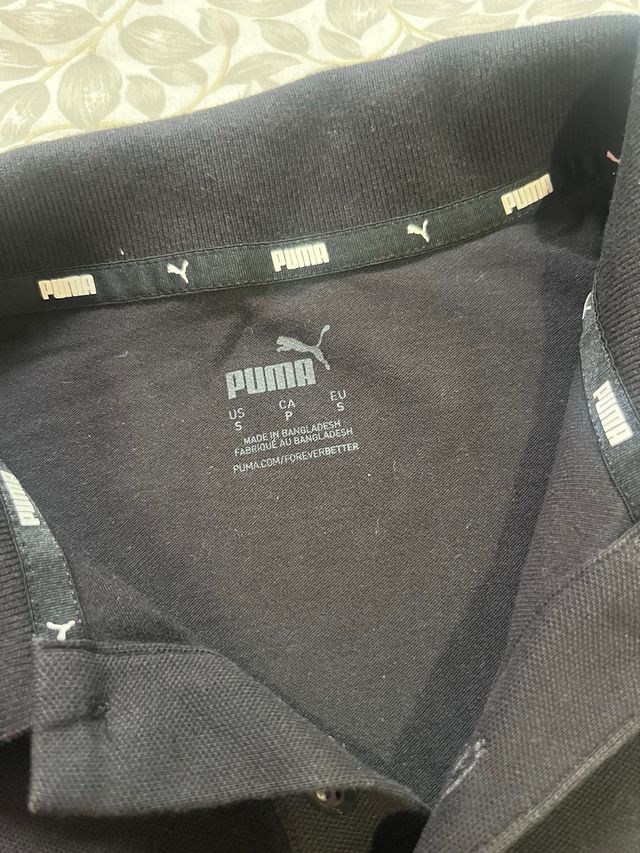 PUMA PUMA PUMA
PUMA
US CA EU
S P S
MADE IN BANGLADESH
FABRIQUÉ AU BANGLADESH
PUMA.COM/FOREVERBETTER
PUMA
PUMA